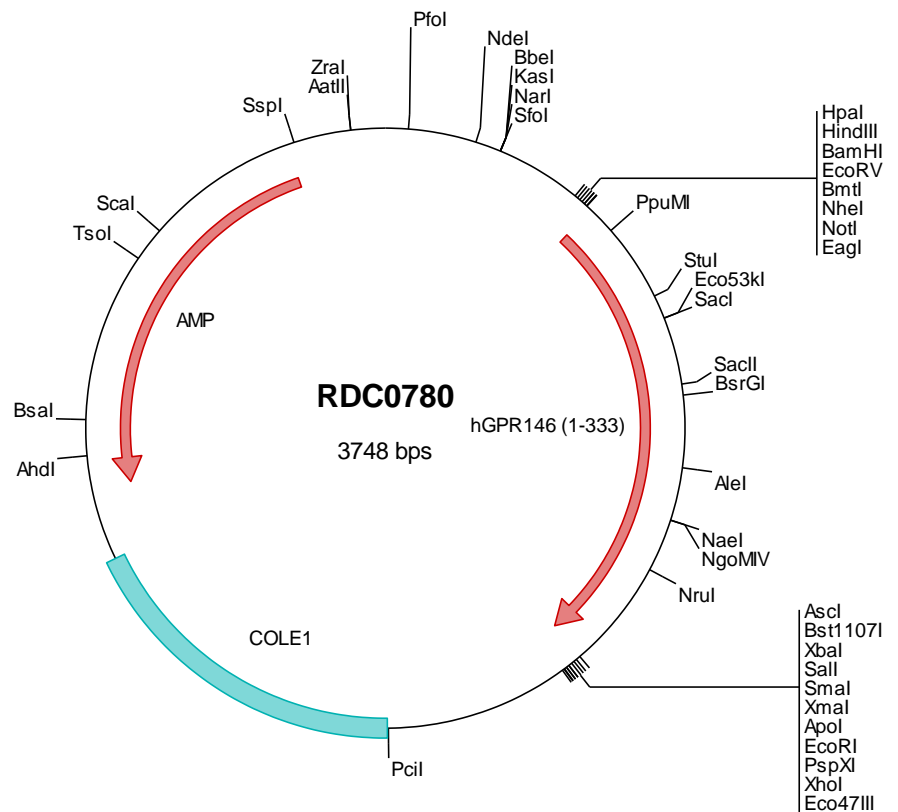 PfoI
NdeI
BbeI
KasI
NarI
SfoI
ZraI
AatII
SspI
ScaI
TsoI
HpaI
HindIII
BamHI
EcoRV
BmtI
NheI
NotI
EagI
PpuMI
StuI
Eco53kI
SacI
AMP
SacII
BsrGI
RDC0780
hGPR146 (1-333)
3748 bps
BsaI
AhdI
AleI
NaeI
NgoMIV
NruI
COLE1
AscI
Bst1107I
XbaI
SalI
SmaI
XmaI
ApoI
EcoRI
PspXI
XhoI
Eco47III
PciI